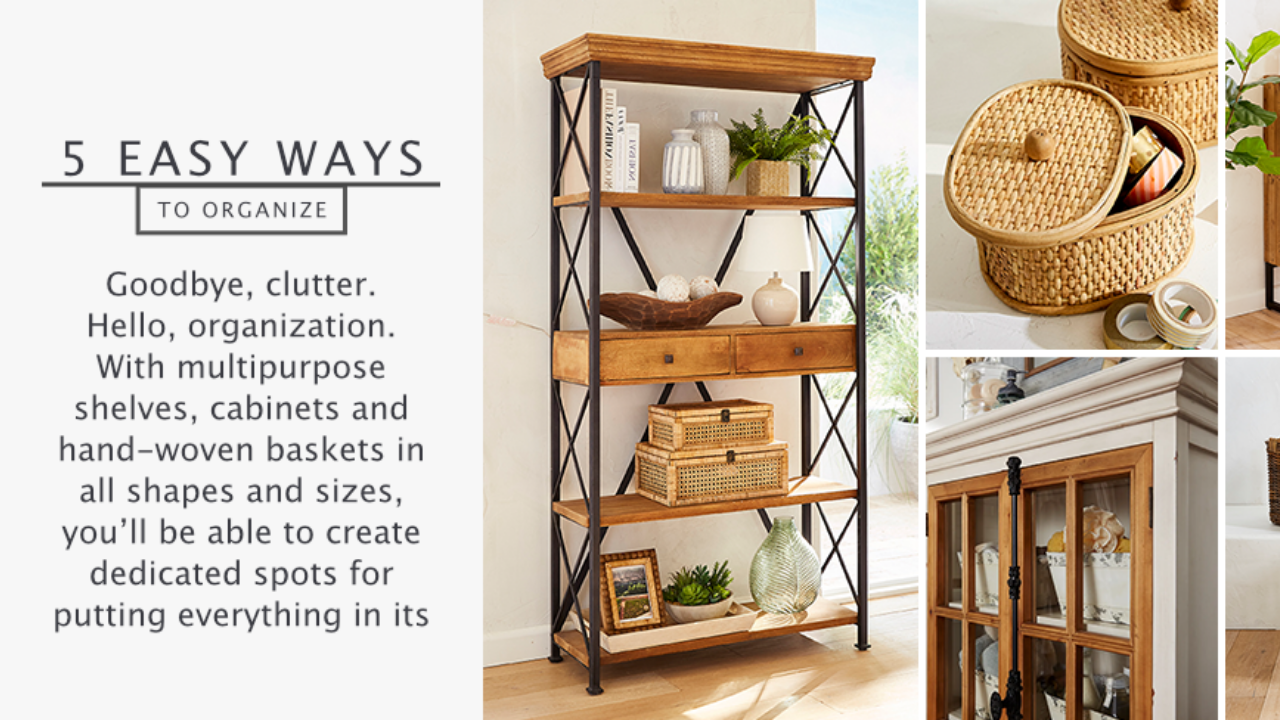 5 EASY WAYS
TO ORGANIZE
Goodbye, clutter.
Hello, organization.
With multipurpose
shelves, cabinets and
hand–woven baskets in
all shapes and sizes,
you’ll be able to create
dedicated spots for
putting everything in its